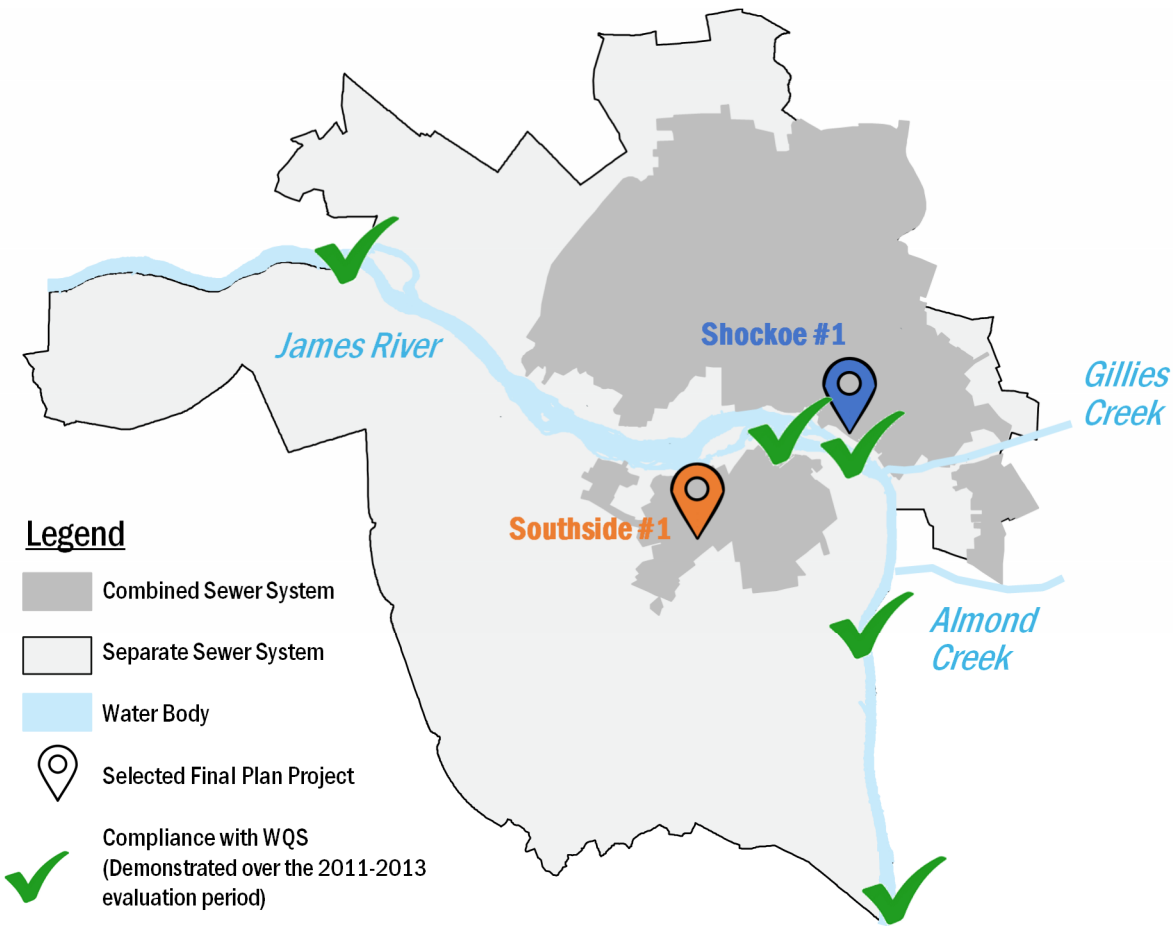 Shockoe #1
James River
Gillies
Creek
Southside #1
Legend
Combined Sewer System
Separate Sewer System
Almond
Creek
Water Body
Selected Final Plan Project
Compliance with WQS
(Demonstrated over the 2011-2013
evaluation period)